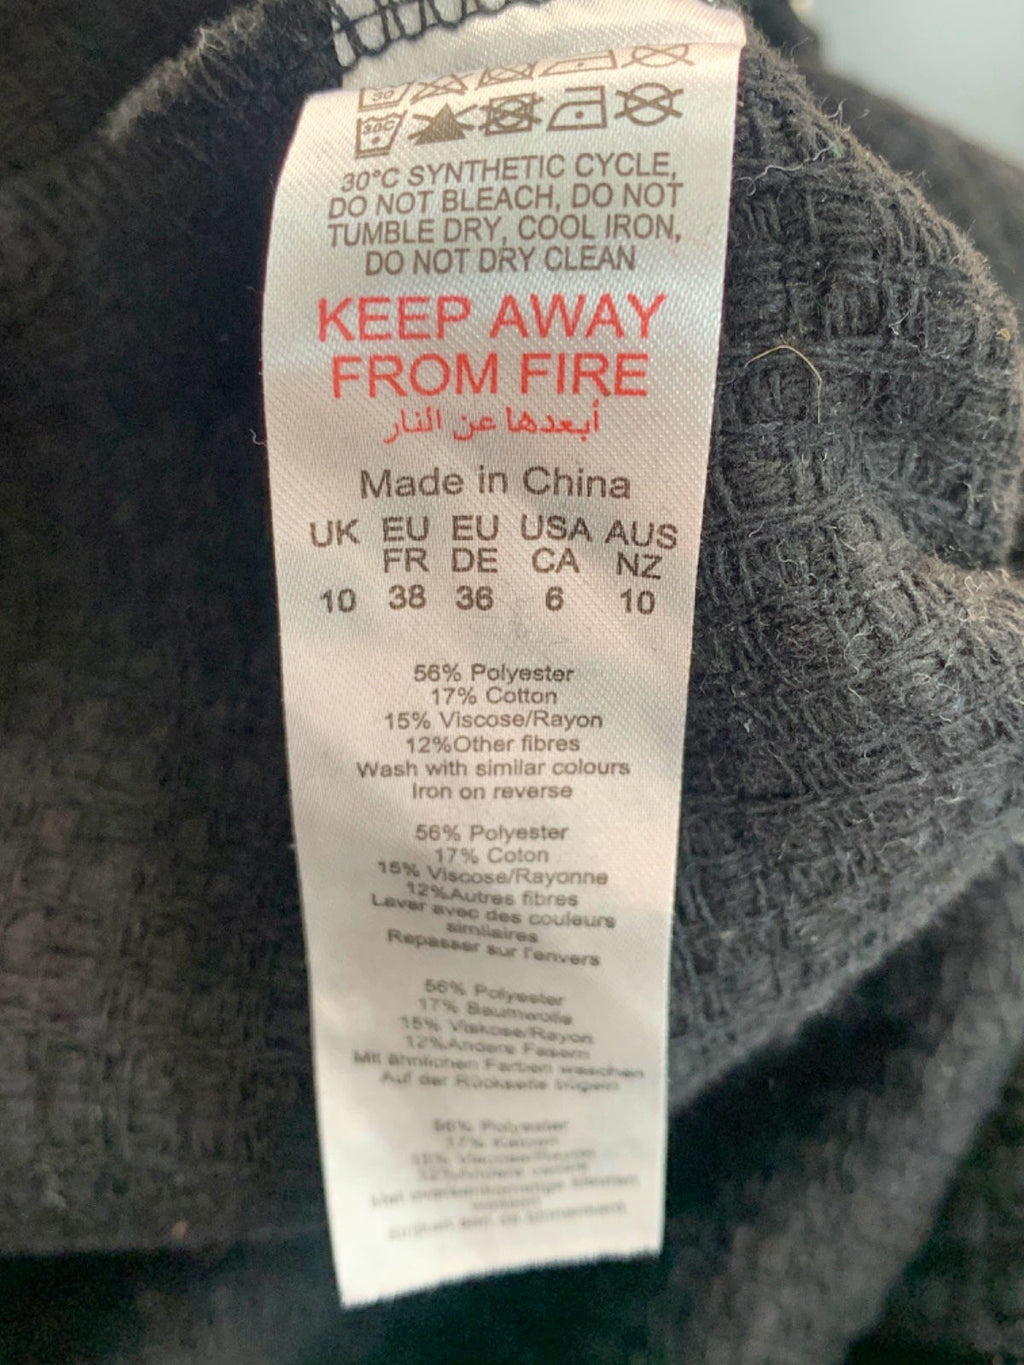 30
30C
30°C SYNTHETIC CYCLE,
DO NOT BLEACH, DO NOT
TUMBLE DRY, COOL IRON,
DO NOT DRY CLEAN
KEEP AWAY
FROM FIRE
أبعدها عن النار
Made in China
UK EU EU USA AUS
FR DE CA NZ
10 38 36 6 10
56% Polyester
17% Cotton
15% Viscose/Rayon
12%Other fibres
Wash with similar colours
Iron on reverse
56% Polyester
17% Coton
15% Viscose/Rayonne
12%Autres fibres
Laver avec des couleurs
similaires
Repasser sur l'envers
56% Polyester
17% Baumwolle
15% Viskose/Rayon
12%Andere Fasern
Mit ähnlichen Farben waschen
Auf der Rückseite bügeln
56% Polyester
17%